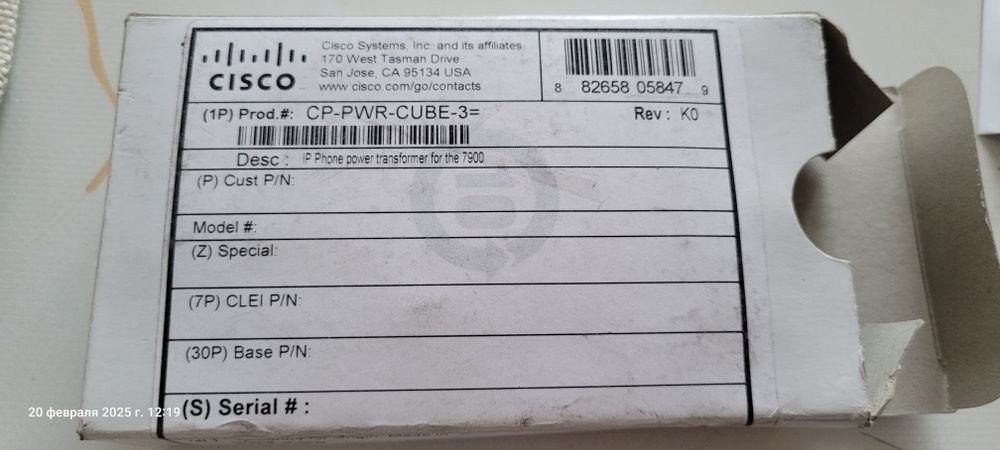 CISCO
Cisco Systems, Inc. and its affiliates
170 West Tasman Drive
San Jose, CA 95134 USA
www.cisco.com/go/contacts
8 82658 05847 9
(1P) Prod.#: CP-PWR-CUBE-3=
Rev : K0
Desc : IP Phone power transformer for the 7900
(P) Cust P/N:
Model #:
(Z) Special:
(7P) CLEI P/N:
(30P) Base P/N:
(S) Serial # :
20 февраля 2025 г. 12:19